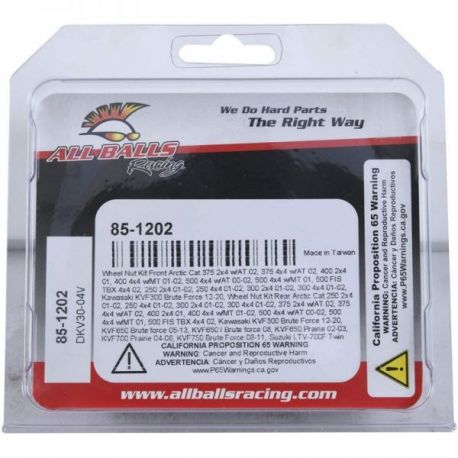 We Do Hard Parts
The Right Way
ALL BALLS
Racing
85-1202
Made in Taiwan
Wheel Nut Kit Front Arctic Cat 375 2x4 w/AT 02, 375 4x4 w/AT 02, 400 2x4
01, 400 4x4 w/MT 01-02, 500 2x4 w/AT 01, 500 4x4 w/AT 00-02, 500 4x4 w/MT 01, 500 FIS
TBX 4x4 02, 250 2x4 01-02, 250 4x4 01-02, 300 2x4 01-02, 300 4x4 01-02,
Kawasaki KVF300 Brute Force 12-20, Wheel Nut Kit Rear Arctic Cat 250 2x4
01-02, 250 4x4 01-02, 300 2x4 01-02, 300 4x4 01-02, 375 2x4 w/AT 02, 375
4x4 w/AT 02, 400 2x4 01, 400 4x4 w/MT 01-02, 500 2x4 w/AT 01, 500 4x4
w/MT 01, 500 FIS TBX 4x4 02, Kawasaki KVF300 Brute Force 12-20,
KVF650 Brute force 05-13, KVF650 I Brute force 08, KVF650 Prairie 02-03,
KVF700 Prairie 04-06, KVF750 Brute Force 08-11, Suzuki LTV-700F Twin
CALIFORNIA PROPOSITION 65 WARNING
WARNING: Cancer and Reproductive Harm
ADVERTENCIA: Cáncer y Daños Reproductivos
www.P65Warnings.ca.gov
85-1202
DKV30-04V
California Proposition 65 Warning
WARNING: Cancer and Reproductive Harm
ADVERTENCIA:
Cáncer y Daños Reproductivos
www.P65Warnings.ca.gov
www.allballsracing.com